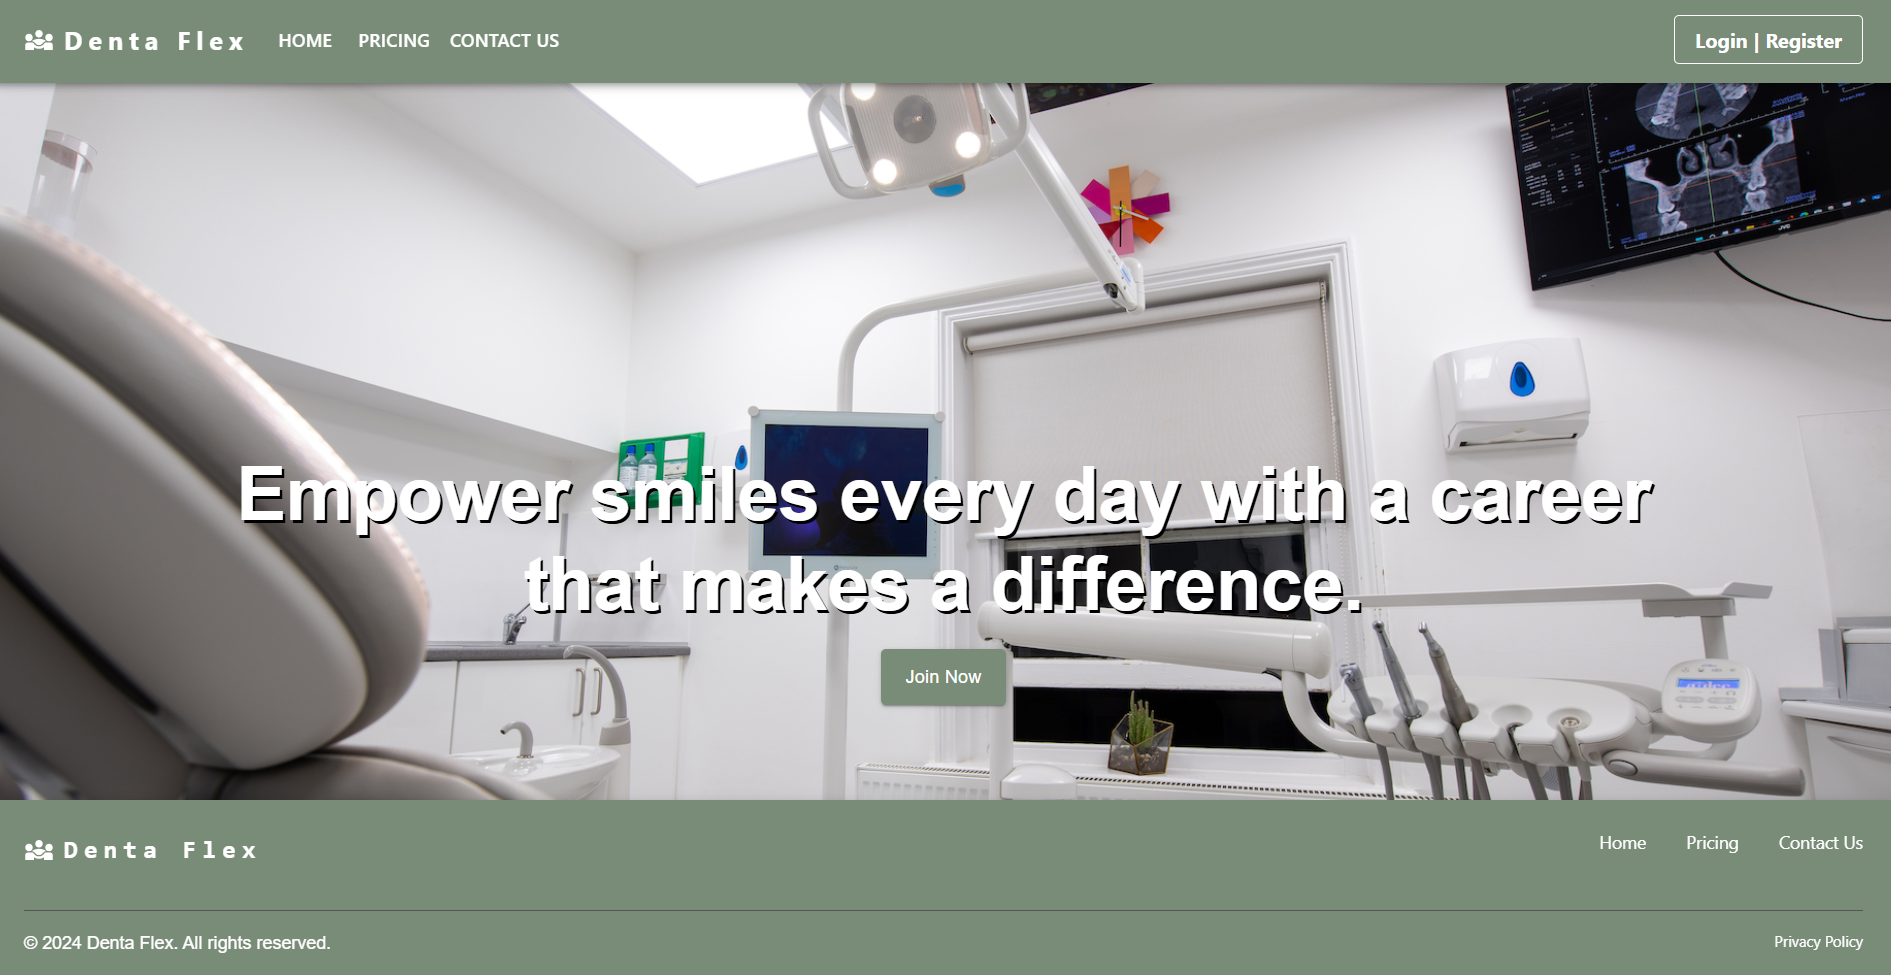 Denta Flex
HOME
PRICING
CONTACT US
Login | Register
JVC
Empower smiles every day with a career
that makes a difference.
Join Now
Denta Flex
Home
Pricing
Contact Us
© 2024 Denta Flex. All rights reserved.
Privacy Policy